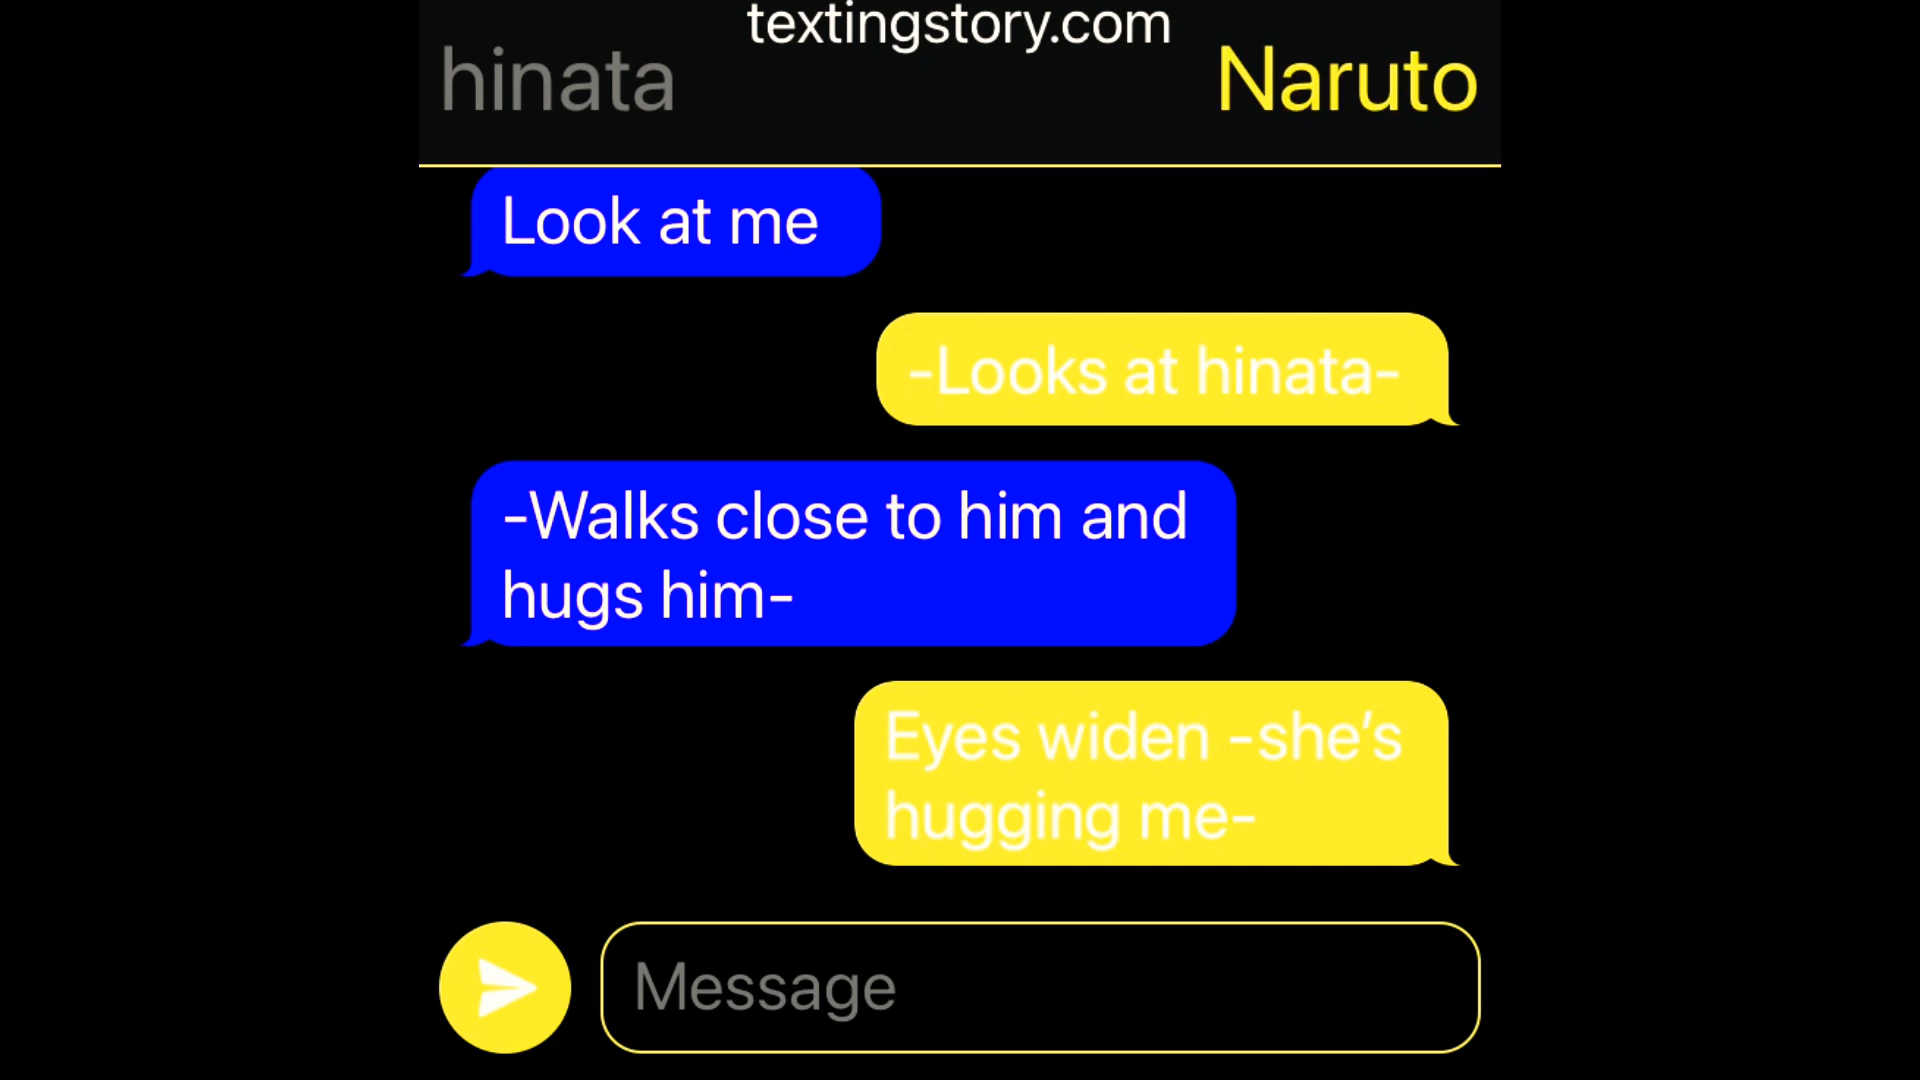 textingstory.com
hinata
Naruto
Look at me
-Looks at hinata-
-Walks close to him and
hugs him-
Eyes widen -she’s
hugging me-
Message